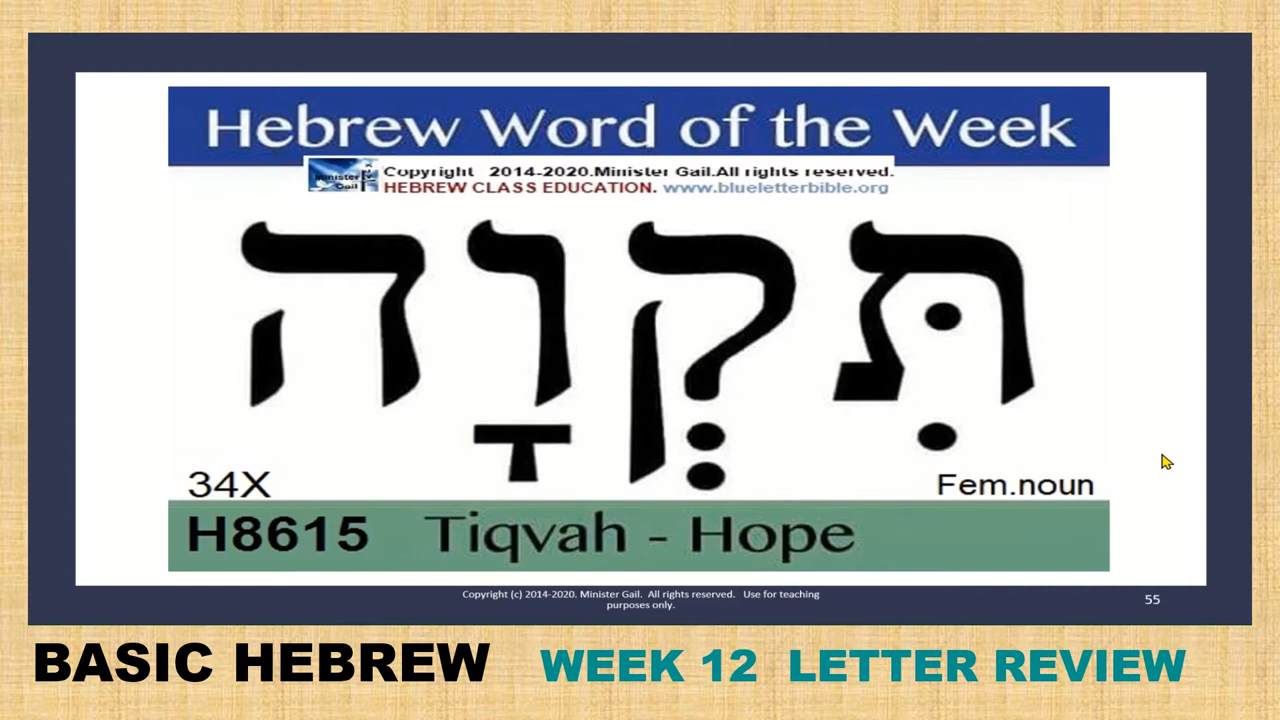 Hebrew Word of the Week
Minister Gail
Copyright 2014-2020.Minister Gail.All rights reserved.
HEBREW CLASS EDUCATION. www.blueletterbible.org
תִּקְוָה
34X
Fem.noun
H8615 Tiqvah - Hope
Copyright (c) 2014-2020. Minister Gail. All rights reserved. Use for teaching
purposes only.
55
BASIC HEBREW WEEK 12 LETTER REVIEW